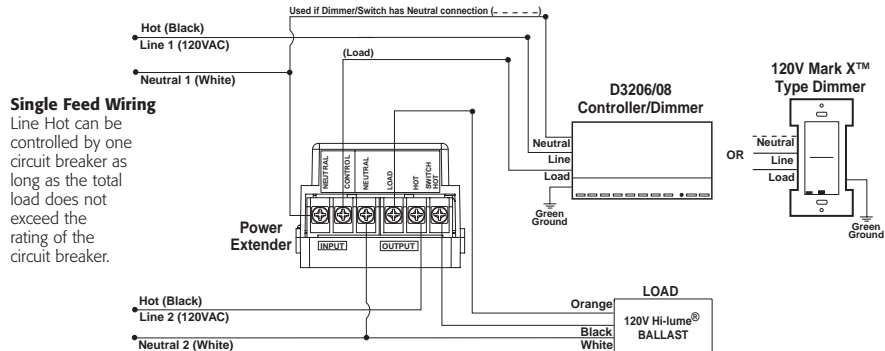 Used if Dimmer/Switch has Neutral connection (_ _ _ _ _)
Hot (Black)
Line 1 (120VAC)
(Load)
Neutral 1 (White)
Single Feed Wiring
Line Hot can be
controlled by one
circuit breaker as
long as the total
load does not
exceed the
rating of the
circuit breaker.
D3206/08
Controller/Dimmer
Neutral
Line
Load
Green
Ground
OR
120V Mark X™
Type Dimmer
Neutral
Line
Load
Green
Ground
NEUTRAL
CONTROL
NEUTRAL
LOAD
HOT
SWITCH
HOT
Power
Extender
INPUT
OUTPUT
Hot (Black)
Line 2 (120VAC)
Neutral 2 (White)
LOAD
Orange
Black
White
120V Hi-lume®
BALLAST